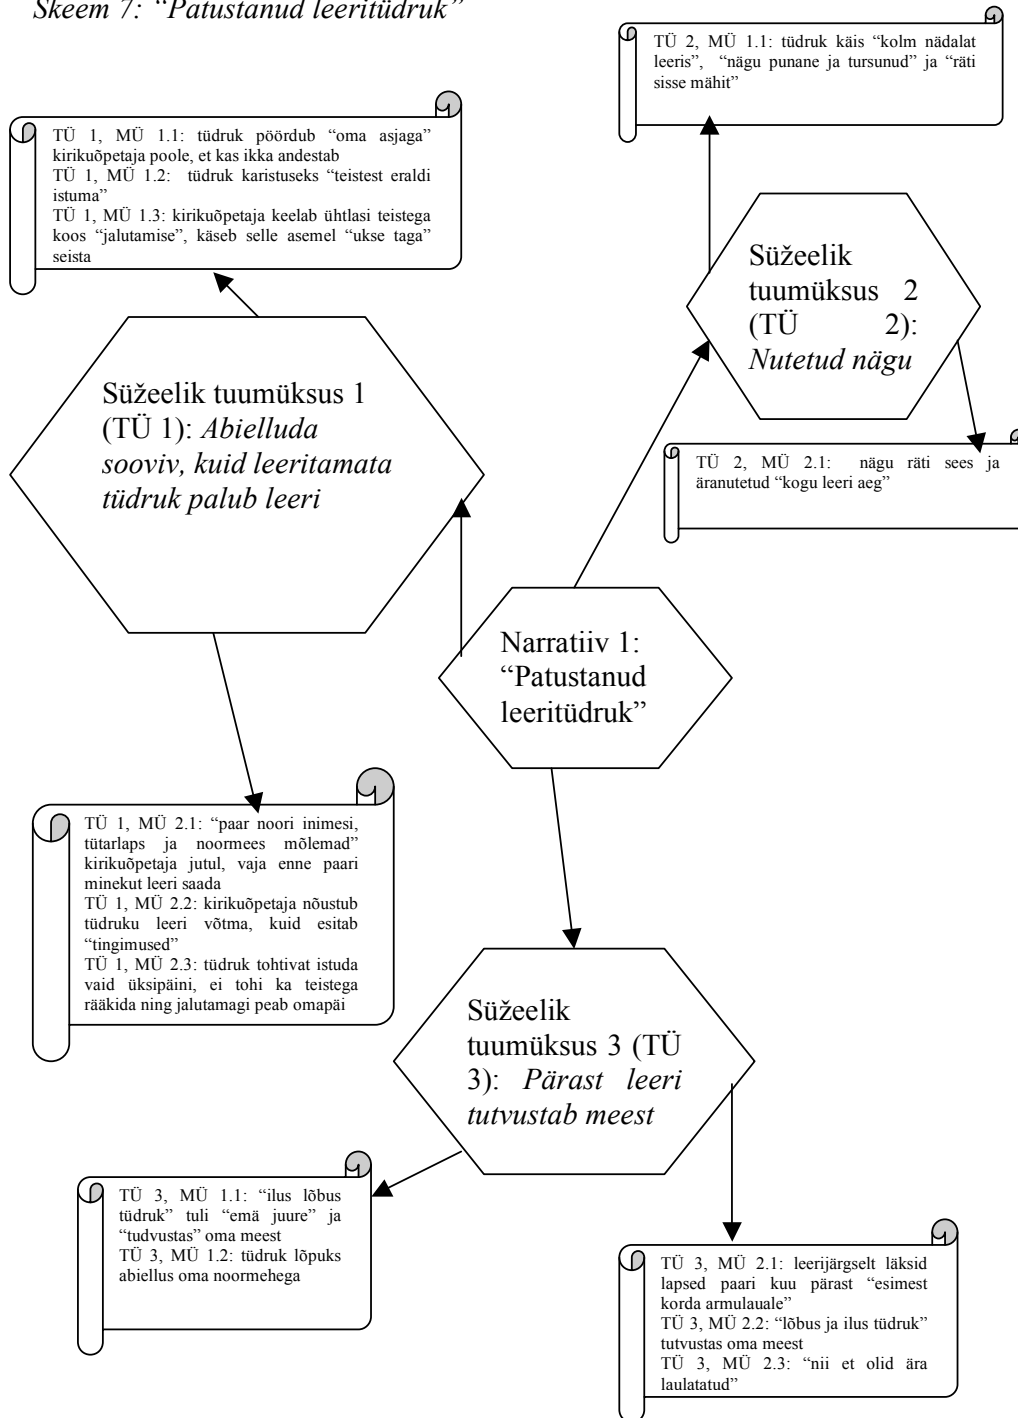 Skeem 7: “Patustanud leeritüdruk”
TÜ 2, MÜ 1.1: tüdruk käis “kolm nädalat
leeris”, “nägu punane ja tursunud” ja “räti
sisse mähit”
TÜ 1, MÜ 1.1: tüdruk pöördub “oma asjaga”
kirikuõpetaja poole, et kas ikka andestab
TÜ 1, MÜ 1.2: tüdruk karistuseks “teistest eraldi
istuma”
TÜ 1, MÜ 1.3: kirikuõpetaja keelab ühtlasi teistega
koos “jalutamise”, käseb selle asemel “ukse taga”
seista
Süžeelik
tuumüksus 2
(TÜ 2):
Nutetud nägu
Süžeelik tuumüksus 1
(TÜ 1): Abielluda
sooviv, kuid leeritamata
tüdruk palub leeri
TÜ 2, MÜ 2.1: nägu räti sees ja
äranutetud “kogu leeri aeg”
Narratiiv 1:
“Patustanud
leeritüdruk”
TÜ 1, MÜ 2.1: “paar noori inimesi,
tütarlaps ja noormees mõlemad”
kirikuõpetaja jutul, vaja enne paari
minekut leeri saada
TÜ 1, MÜ 2.2: kirikuõpetaja nõustub
tüdruku leeri võtma, kuid esitab
“tingimused”
TÜ 1, MÜ 2.3: tüdruk tohtivat istuda
vaid üksipäini, ei tohi ka teistega
rääkida ning jalutamagi peab omapäi
Süžeelik
tuumüksus 3 (TÜ
3): Pärast leeri
tutvustab meest
TÜ 3, MÜ 1.1: “ilus lõbus
tüdruk” tuli “emä juure” ja
“tudvustas” oma meest
TÜ 3, MÜ 1.2: tüdruk lõpuks
abiellus oma noormehega
TÜ 3, MÜ 2.1: leerijärgselt läksid
lapsed paari kuu pärast “esimest
korda armulauale”
TÜ 3, MÜ 2.2: “lõbus ja ilus tüdruk”
tutvustas oma meest
TÜ 3, MÜ 2.3: “nii et olid ära
laulatatud”